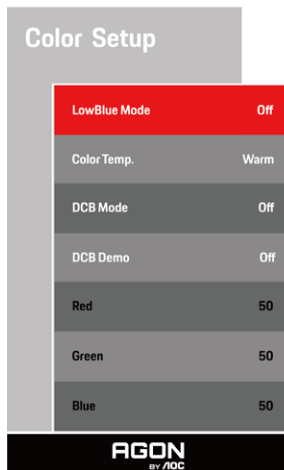 Color Setup
LowBlue Mode Off
Color Temp. Warm
DCB Mode Off
DCB Demo Off
Red 50
Green 50
Blue 50
AGON
BY AOC